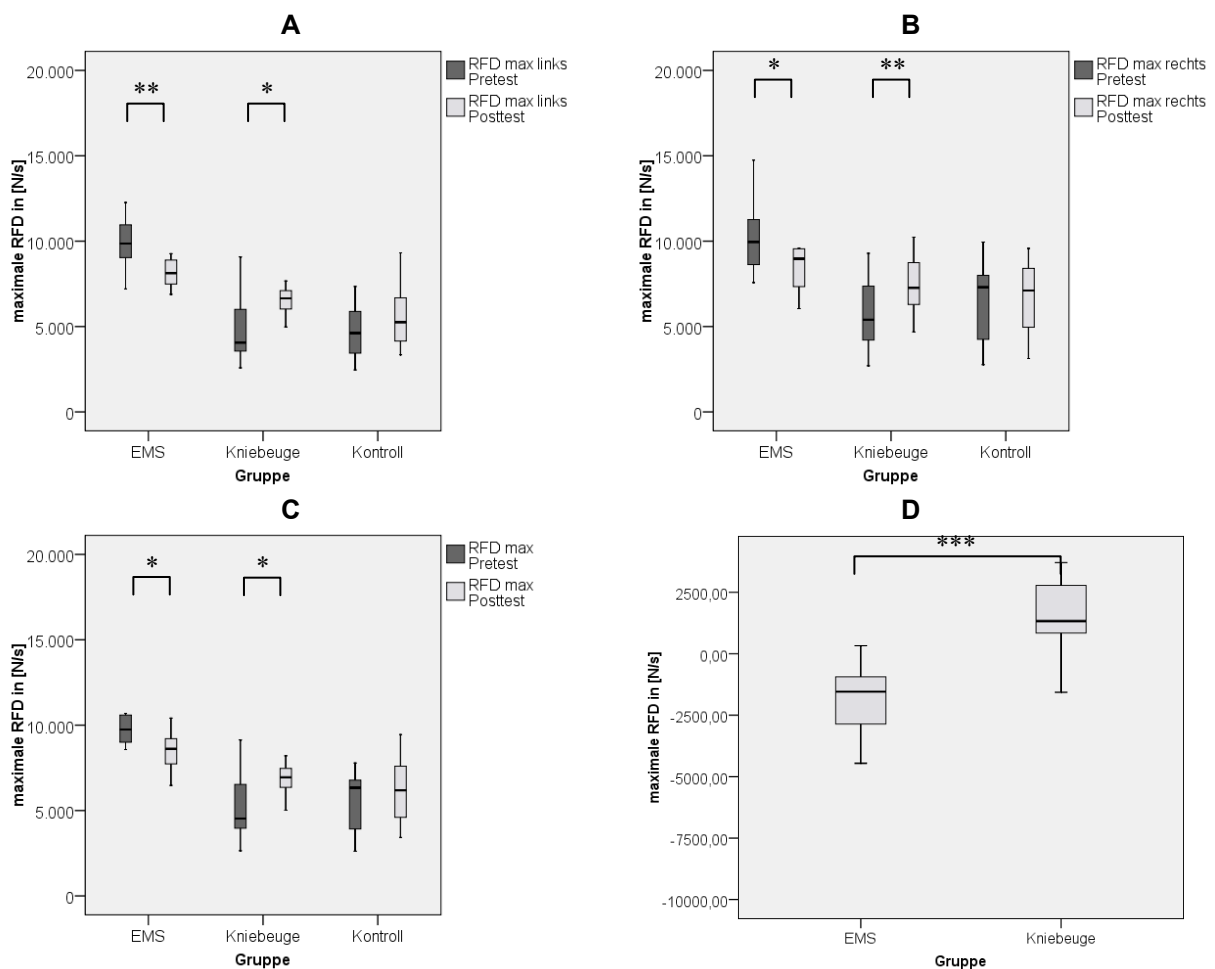 A
RFD max links
Pretest
RFD max links
Posttest
20.000
15.000
10.000
5.000
0
maximale RFD in [N/s]
**
*
EMS
Kniebeuge
Kontroll
Gruppe
B
RFD max rechts
Pretest
RFD max rechts
Posttest
20.000
15.000
10.000
5.000
0
maximale RFD in [N/s]
*
**
EMS
Kniebeuge
Kontroll
Gruppe
C
RFD max
Pretest
RFD max
Posttest
20.000
15.000
10.000
5.000
0
maximale RFD in [N/s]
*
*
EMS
Kniebeuge
Kontroll
Gruppe
D
***
2500,00
0,00
-2500,00
-5000,00
-7500,00
-10000,00
maximale RFD in [N/s]
EMS
Kniebeuge
Gruppe